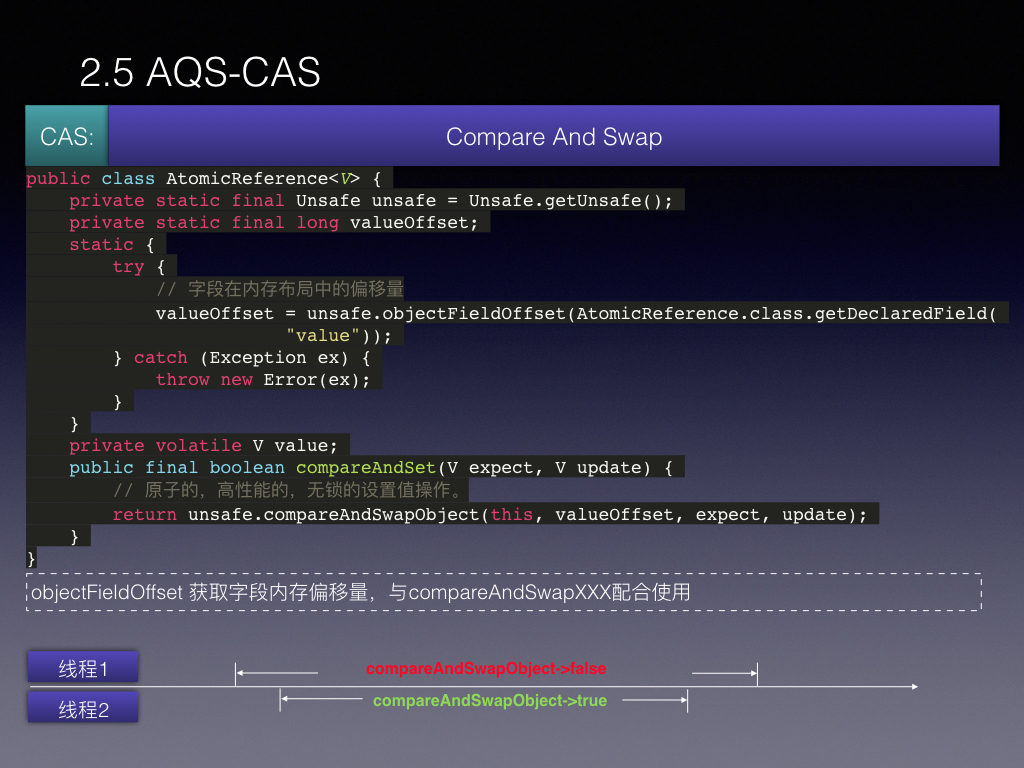 2.5 AQS-CAS
CAS:
Compare And Swap
public class AtomicReference<V> {
    private static final Unsafe unsafe = Unsafe.getUnsafe();
    private static final long valueOffset;
    static {
        try {
            // 字段在内存布局中的偏移量
            valueOffset = unsafe.objectFieldOffset(AtomicReference.class.getDeclaredField(
                        "value"));
        } catch (Exception ex) {
            throw new Error(ex);
        }
    }
    private volatile V value;
    public final boolean compareAndSet(V expect, V update) {
        // 原子的，高性能的，无锁的设置值操作。
        return unsafe.compareAndSwapObject(this, valueOffset, expect, update);
    }
}
objectFieldOffset 获取字段内存偏移量，与compareAndSwapXXX配合使用
线程1
compareAndSwapObject->false
线程2
compareAndSwapObject->true